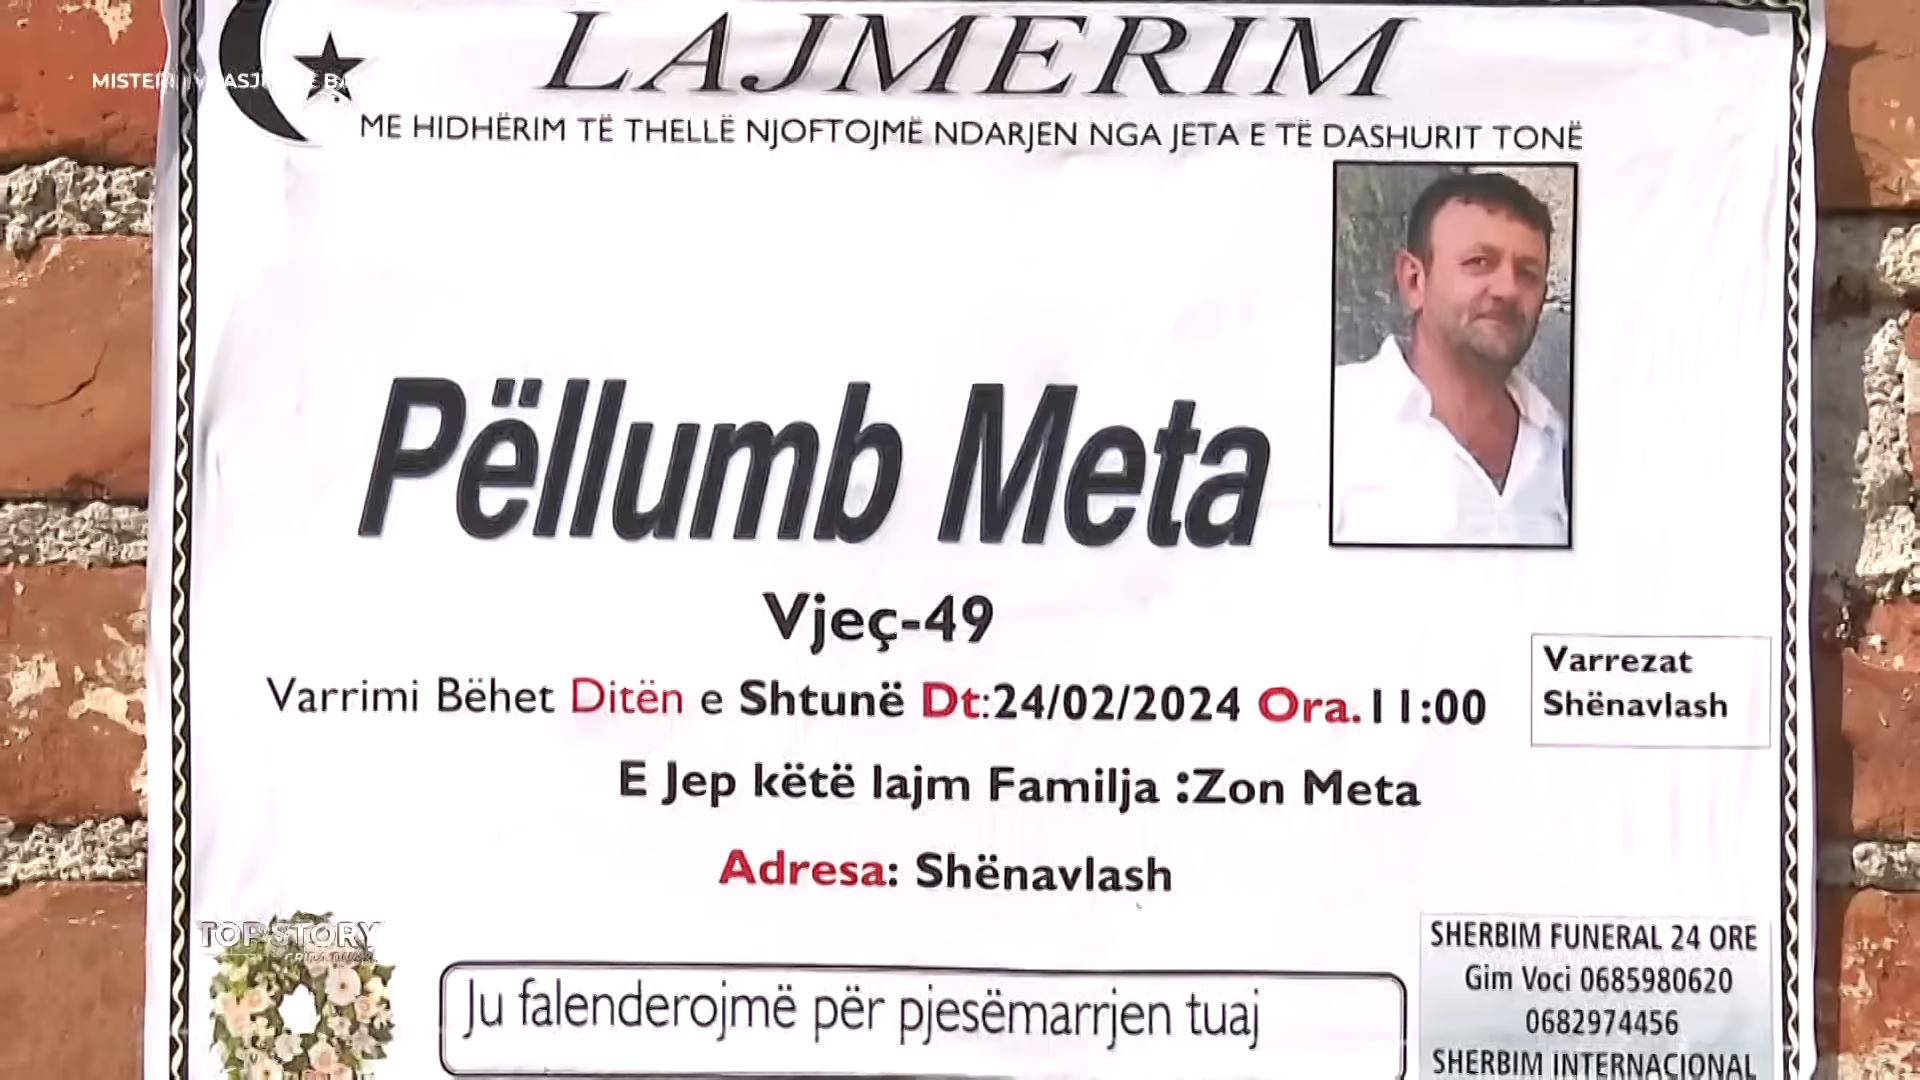 LAJMERIM
ME HIDHËRIM TË THELLË NJOFTOJMË NDARJEN NGA JETA E TË DASHURIT TONË
Pëllumb Meta
Vjeç-49
Varrimi Bëhet Ditën e Shtunë Dt:24/02/2024 Ora.11:00
Varrezat
Shënavlash
E Jep këtë lajm Familja :Zon Meta
Adresa: Shënavlash
TOP STORY
Ju falenderojmë për pjesëmarrjen tuaj
SHERBIM FUNERAL 24 ORE
Gim Voci 0685980620
0682974456
SHERBIM INTERNACIONAL